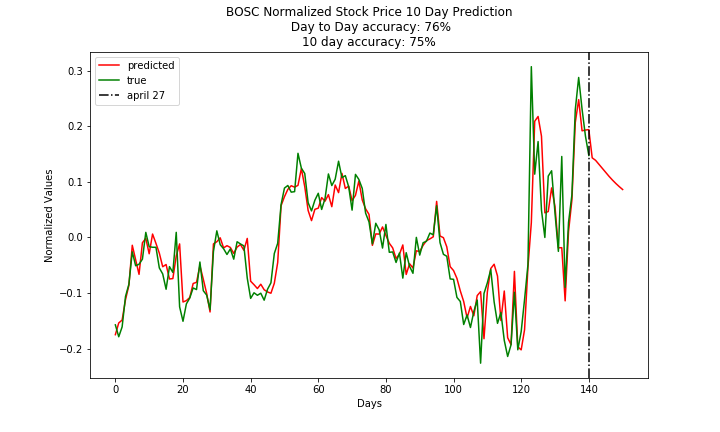 BOSC Normalized Stock Price 10 Day Prediction
Day to Day accuracy: 76%
10 day accuracy: 75%
predicted
true
april 27
Normalized Values
0.3
0.2
0.1
0.0
−0.1
−0.2
0 20 40 60 80 100 120 140
Days